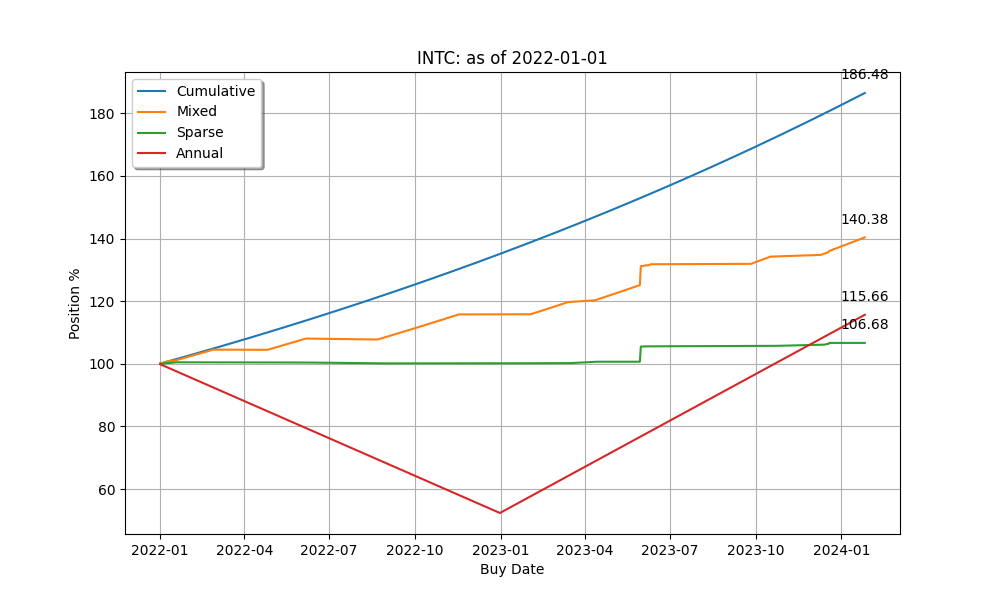 INTC: as of 2022-01-01
Cumulative
Mixed
Sparse
Annual
186.48
140.38
115.66
106.68
Position %
180
160
140
120
100
80
60
2022-01 2022-04 2022-07 2022-10 2023-01 2023-04 2023-07 2023-10 2024-01
Buy Date